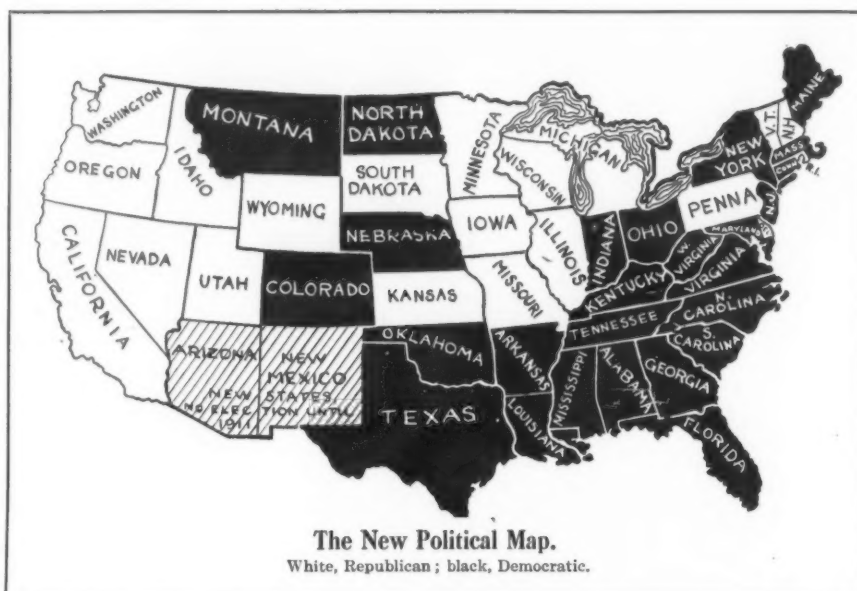 WASHINGTON
OREGON
CALIFORNIA
IDAHO
NEVADA
MONTANA
WYOMING
UTAH
COLORADO
ARIZONA
NEW
MEXICO
NEW STATES
NO ELECTION UNTIL
1911
NORTH
DAKOTA
SOUTH
DAKOTA
NEBRASKA
KANSAS
OKLAHOMA
TEXAS
MINNESOTA
IOWA
MISSOURI
ARKANSAS
LOUISIANA
WISCONSIN
MICHIGAN
ILLINOIS
INDIANA
OHIO
KENTUCKY
TENNESSEE
MISSISSIPPI
ALABAMA
GEORGIA
FLORIDA
S.
CAROLINA
N.
CAROLINA
VIRGINIA
W.
VIRGINIA
MARYLAND
PENNA
N.J.
NEW
YORK
CONN
R.I.
MASS
V.T.
N.H
MAINE
The New Political Map.
White, Republican; black, Democratic.